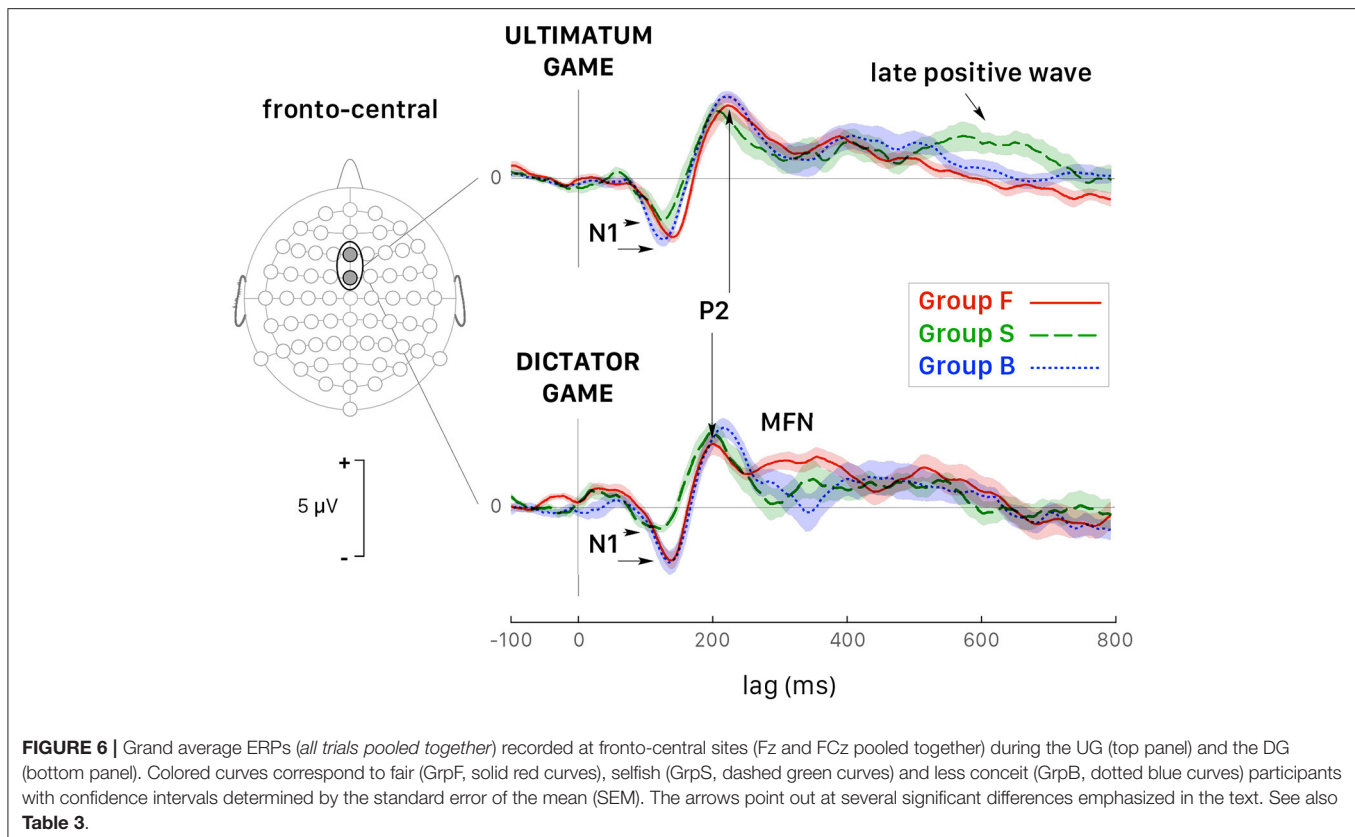 ULTIMATUM
GAME
late positive wave
fronto-central
0
N1
P2
Group F
Group S
Group B
DICTATOR
GAME
MFN
+
5 µV
-
0
N1
-100 0 200 400 600 800
lag (ms)
FIGURE 6 | Grand average ERPs (all trials pooled together) recorded at fronto-central sites (Fz and FCz pooled together) during the UG (top panel) and the DG
(bottom panel). Colored curves correspond to fair (GrpF, solid red curves), selfish (GrpS, dashed green curves) and less conceit (GrpB, dotted blue curves) participants
with confidence intervals determined by the standard error of the mean (SEM). The arrows point out at several significant differences emphasized in the text. See also
Table 3.